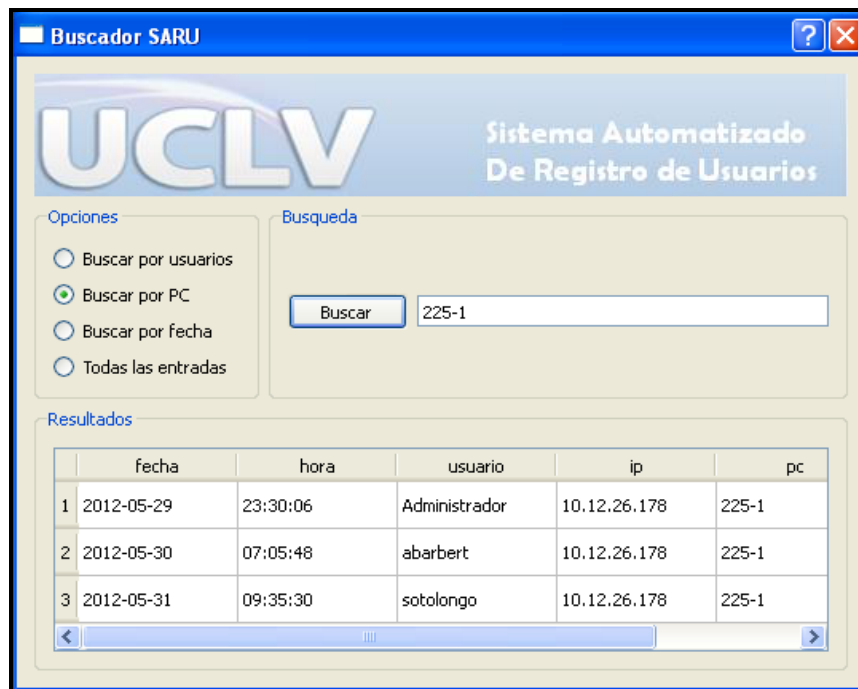 Buscador SARU
UCLV
Sistema Automatizado
De Registro de Usuarios
Opciones
Buscar por usuarios
Buscar por PC
Buscar por fecha
Todas las entradas
Busqueda
Buscar 225-1
Resultados
fecha hora usuario ip pc
1 2012-05-29 23:30:06 Administrador 10.12.26.178 225-1
2 2012-05-30 07:05:48 abarbert 10.12.26.178 225-1
3 2012-05-31 09:35:30 sotolongo 10.12.26.178 225-1